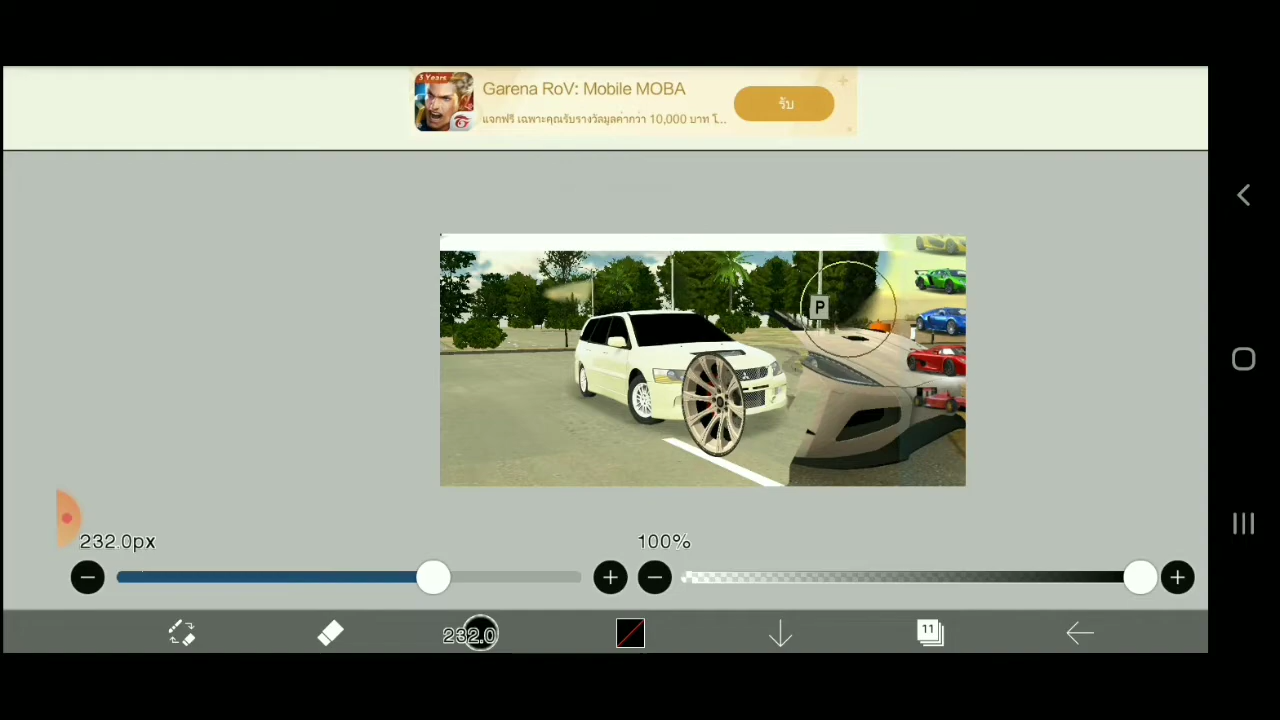 5 Years
Garena RoV: Mobile MOBA
แจกฟรี เฉพาะคุณรับรางวัลมูลค่ากว่า 10,000 บาท โ...
รับ
P
232.0px
100%
232.0
11